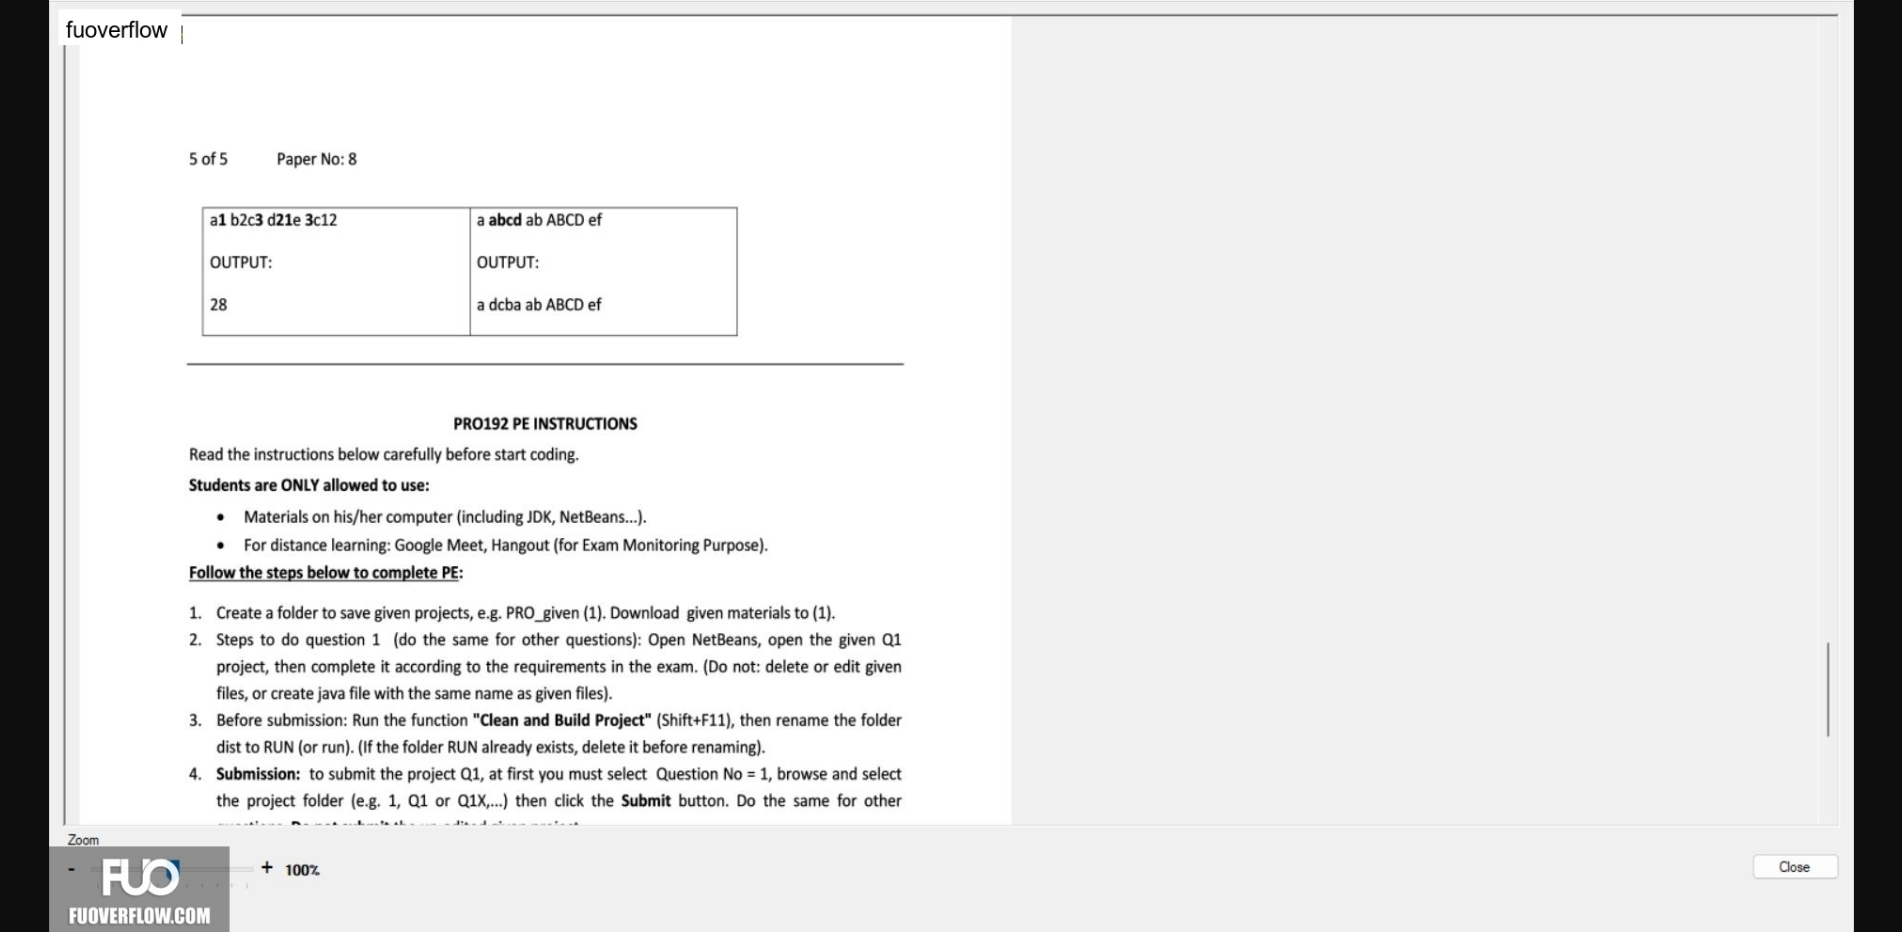 fuoverflow
5 of 5 Paper No: 8
a1 b2c3 d21e 3c12
OUTPUT:
28
a abcd ab ABCD ef
OUTPUT:
a dcba ab ABCD ef
PRO192 PE INSTRUCTIONS
Read the instructions below carefully before start coding.
Students are ONLY allowed to use:
• Materials on his/her computer (including JDK, NetBeans...).
• For distance learning: Google Meet, Hangout (for Exam Monitoring Purpose).
Follow the steps below to complete PE:
1. Create a folder to save given projects, e.g. PRO_given (1). Download given materials to (1).
2. Steps to do question 1 (do the same for other questions): Open NetBeans, open the given Q1
project, then complete it according to the requirements in the exam. (Do not: delete or edit given
files, or create java file with the same name as given files).
3. Before submission: Run the function "Clean and Build Project" (Shift+F11), then rename the folder
dist to RUN (or run). (If the folder RUN already exists, delete it before renaming).
4. Submission: to submit the project Q1, at first you must select Question No = 1, browse and select
the project folder (e.g. 1, Q1 or Q1X,...) then click the Submit button. Do the same for other
Zoom
- + 100%
Close
FUO
FUOVERFLOW.COM